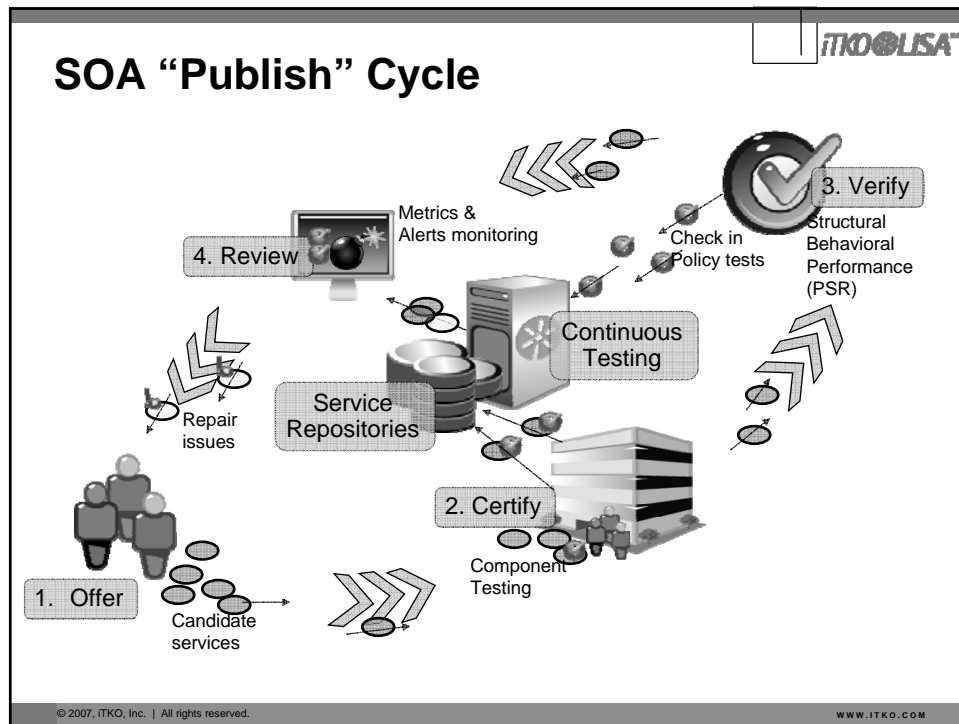 iTKO LISA™
SOA “Publish” Cycle
3. Verify
Structural
Behavioral
Performance
(PSR)
Metrics &
Alerts monitoring
Check in
Policy tests
4. Review
Continuous
Testing
Service
Repositories
Repair
issues
2. Certify
Component
Testing
1. Offer
Candidate
services
© 2007, iTKO, Inc. | All rights reserved.
WWW.ITKO.COM